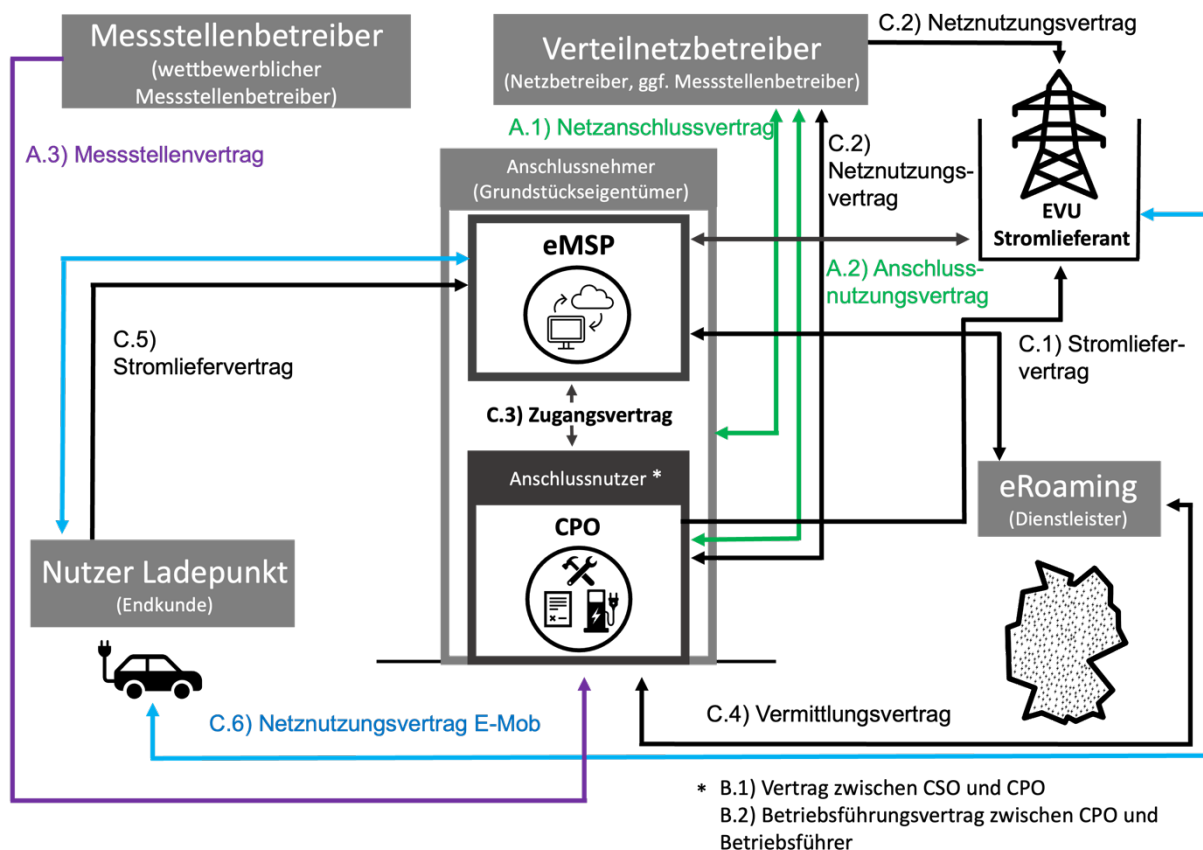 Messstellenbetreiber
(wettbewerblicher
Messstellenbetreiber)
Verteilnetzbetreiber
(Netzbetreiber, ggf. Messstellenbetreiber)
C.2) Netznutzungsvertrag
A.3) Messstellenvertrag
A.1) Netzanschlussvertrag
C.2)
Netznutzungs-
vertrag
Anschlussnehmer
(Grundstückseigentümer)
eMSP
EVU
Stromlieferant
A.2) Anschluss-
nutzungsvertrag
C.5)
Stromliefervertrag
C.1) Stromliefer-
vertrag
C.3) Zugangsvertrag
Anschlussnutzer *
CPO
eRoaming
(Dienstleister)
Nutzer Ladepunkt
(Endkunde)
C.6) Netznutzungsvertrag E-Mob
C.4) Vermittlungsvertrag
* B.1) Vertrag zwischen CSO und CPO
B.2) Betriebsführungsvertrag zwischen CPO und
Betriebsführer